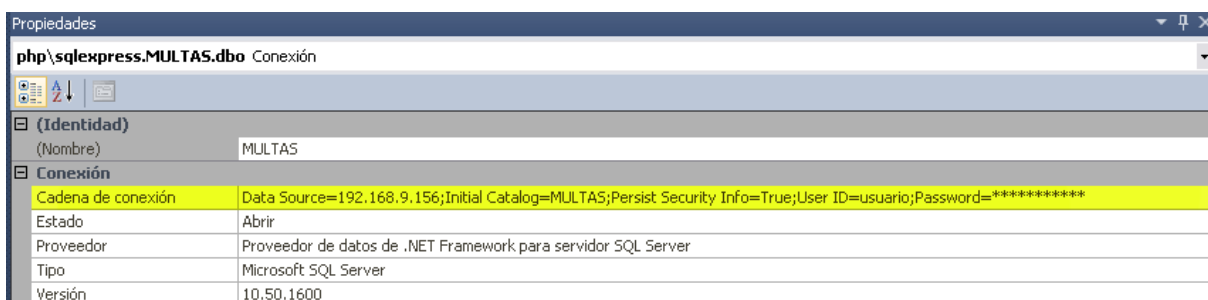 Propiedades
php\sqlexpress.MULTAS.dbo Conexión
(Identidad)
(Nombre) MULTAS
Conexión
Cadena de conexión Data Source=192.168.9.156;Initial Catalog=MULTAS;Persist Security Info=True;User ID=usuario;Password=***********
Estado Abrir
Proveedor Proveedor de datos de .NET Framework para servidor SQL Server
Tipo Microsoft SQL Server
Versión 10.50.1600